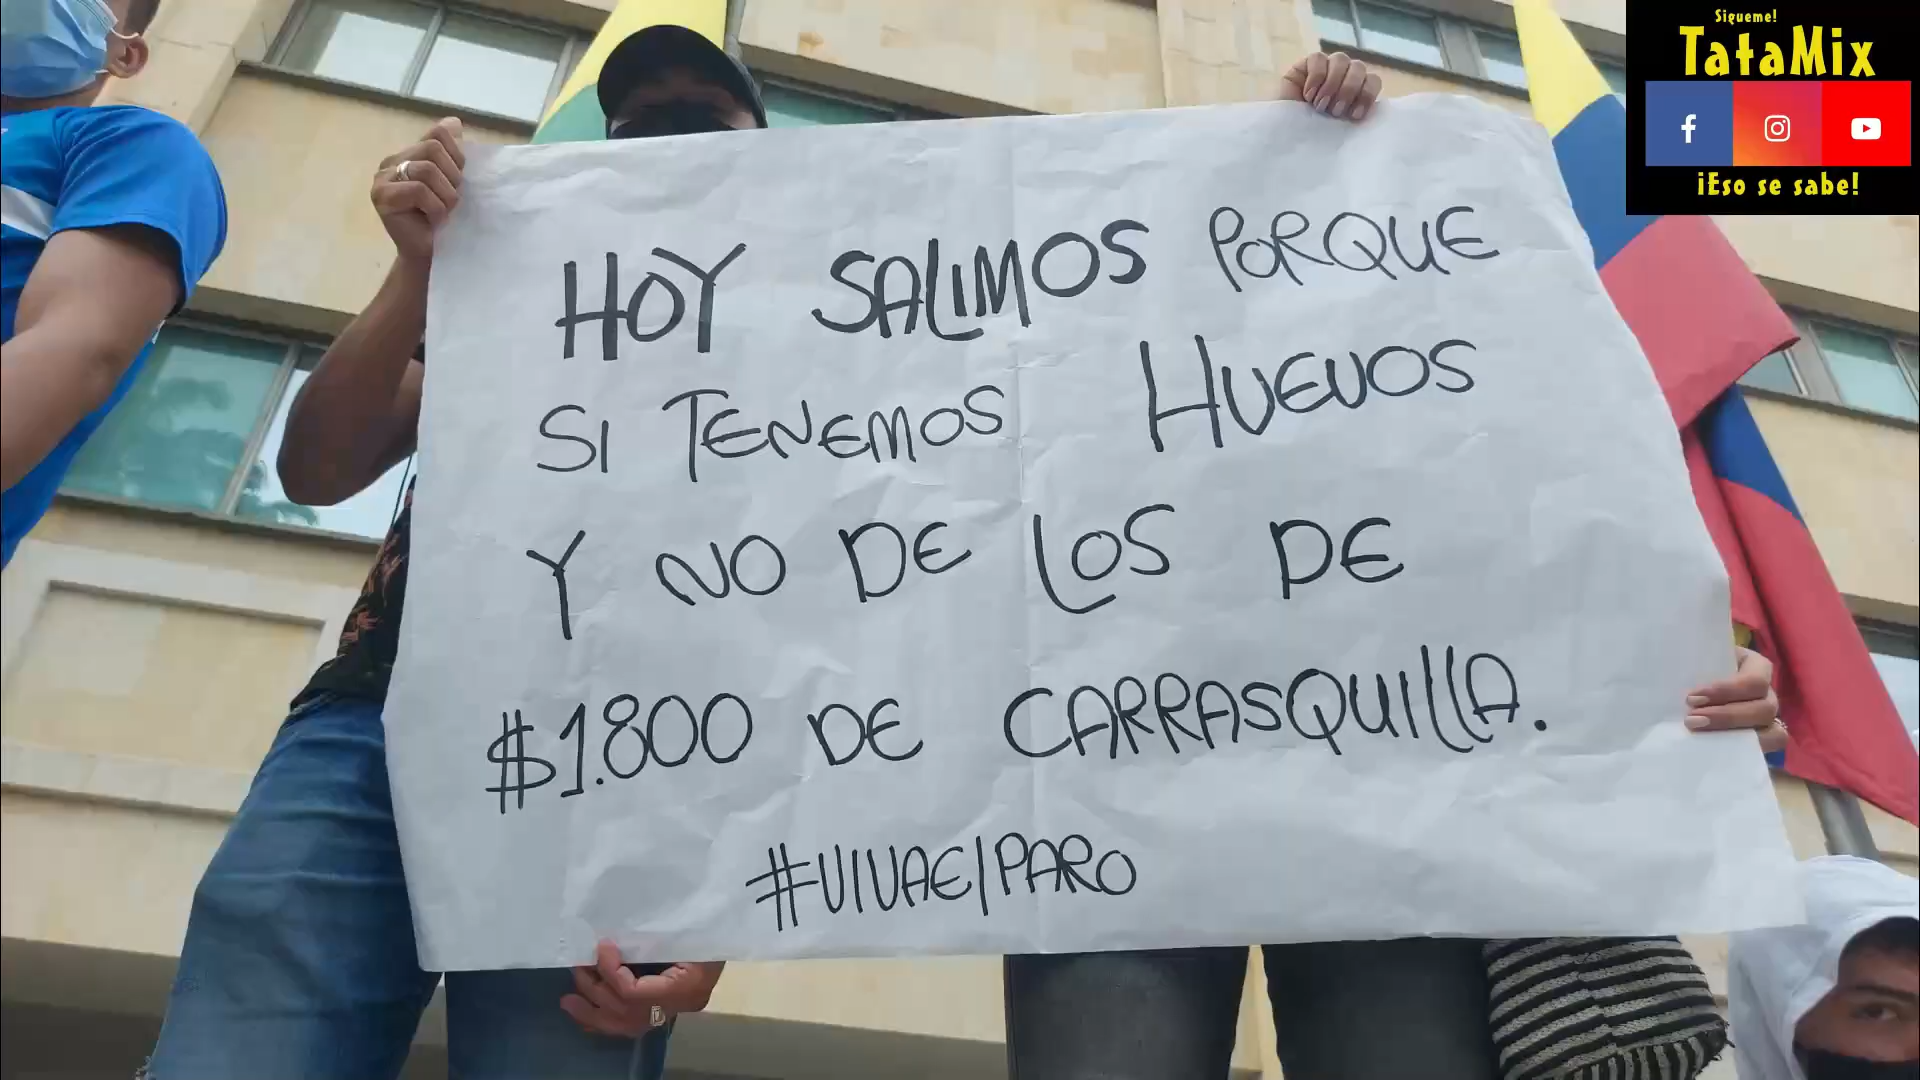 HOY SALIMOS PORQUE
SI TENEMOS HUEVOS
Y NO DE LOS DE
$1.800 DE CARRASQUILLA.
#VIVAElPARO
Sígueme!
TataMix
¡Eso se sabe!